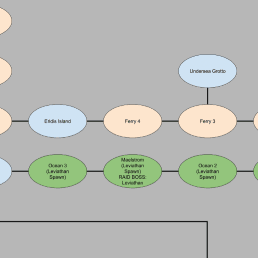 Undersea Grotto
Eridie Island
Ferry 4
Ferry 3
Ocean 3
(Leviathan
Spawn)
Maelstrom
(Leviathan
Spawn)
RAID BOSS
Leviathan
Ocean 2
(Leviathan
Spawn)